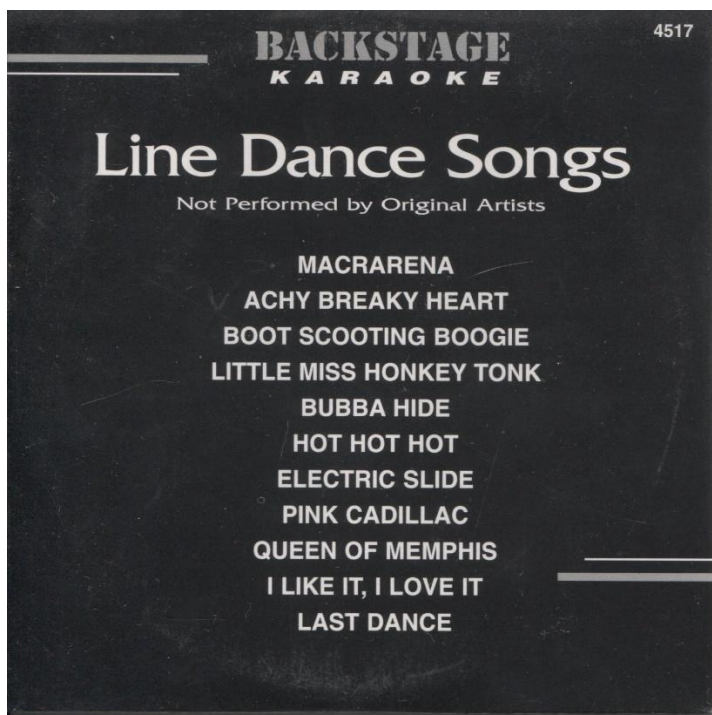 4517
BACKSTAGE
KARAOKE
Line Dance Songs
Not Performed by Original Artists
MACRARENA
ACHY BREAKY HEART
BOOT SCOOTING BOOGIE
LITTLE MISS HONKEY TONK
BUBBA HIDE
HOT HOT HOT
ELECTRIC SLIDE
PINK CADILLAC
QUEEN OF MEMPHIS
I LIKE IT, I LOVE IT
LAST DANCE